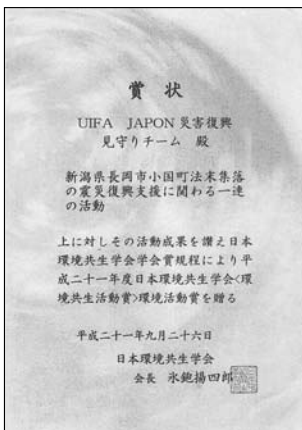 賞状
UIFA JAPON 災害復興
見守りチーム 殿
新潟県長岡市小国町法末集落
の震災復興支援に関わる一連
の活動
上に対しその活動成果を讃え日本
環境共生学会学会賞規程により平
成二十一年度日本環境共生学会<環
境共生活動賞>環境活動賞を贈る
平成二十一年九月二十六日
日本環境共生学会
会長 氷鉋揚四郎